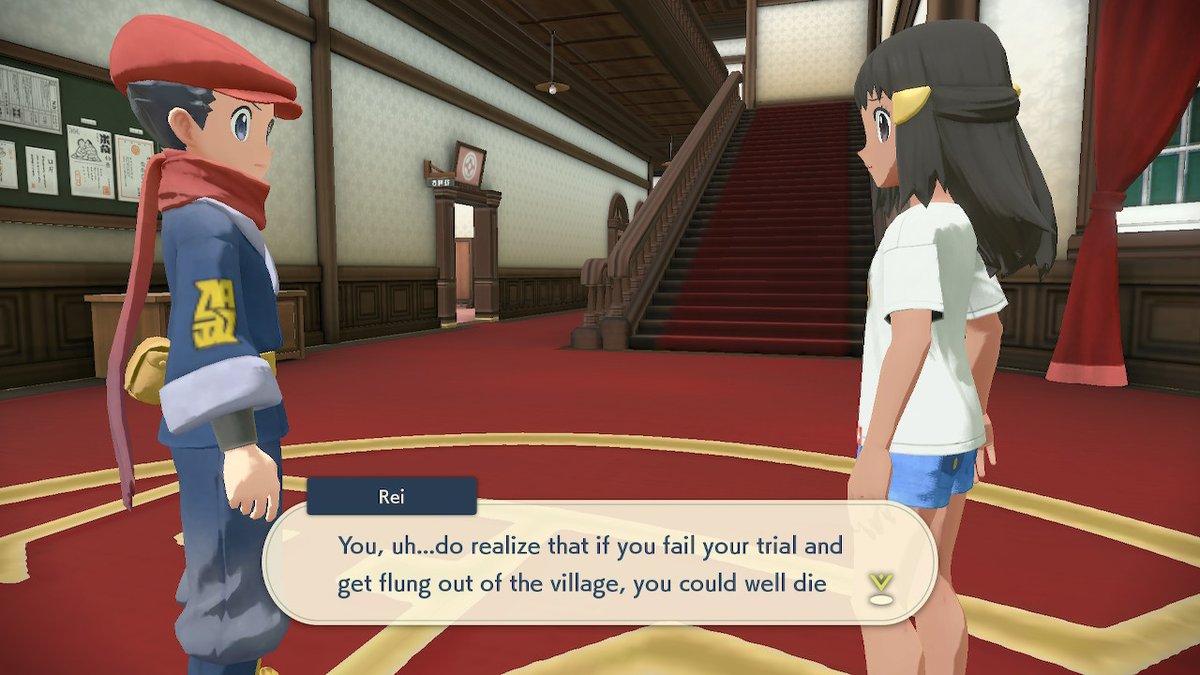 Rei
You, uh...do realize that if you fail your trial and
get flung out of the village, you could well die